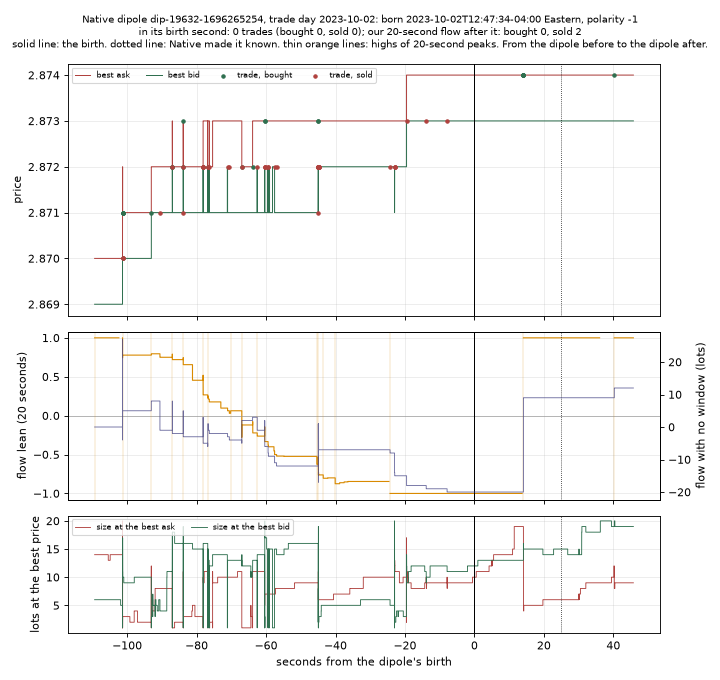 Native dipole dip-19632-1696265254, trade day 2023-10-02: born 2023-10-02T12:47:34-04:00 Eastern, polarity -1
in its birth second: 0 trades (bought 0, sold 0); our 20-second flow after it: bought 0, sold 2
solid line: the birth. dotted line: Native made it known. thin orange lines: highs of 20-second peaks. From the dipole before to the dipole after.
best ask
best bid
trade, bought
trade, sold
2.874
2.873
2.872
2.871
2.870
2.869
price
1.0
0.5
0.0
−0.5
−1.0
flow lean (20 seconds)
20
10
0
−10
−20
flow with no window (lots)
size at the best ask
size at the best bid
20
15
10
5
lots at the best price
−100
−80
−60
−40
−20
0
20
40
seconds from the dipole's birth